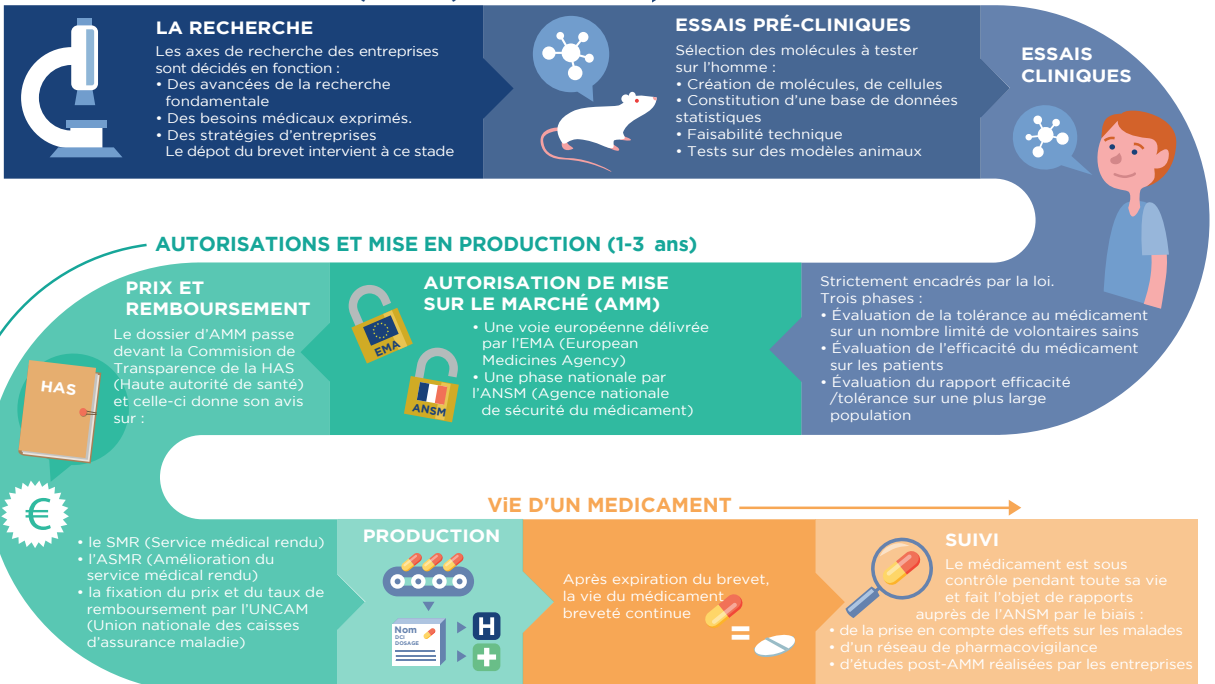 LA RECHERCHE
Les axes de recherche des entreprises
sont décidés en fonction :
• Des avancées de la recherche
fondamentale
• Des besoins médicaux exprimés.
• Des stratégies d'entreprises
Le dépot du brevet intervient à ce stade
ESSAIS PRÉ-CLINIQUES
Sélection des molécules à tester
sur l'homme :
• Création de molécules, de cellules
• Constitution d'une base de données
statistiques
• Faisabilité technique
• Tests sur des modèles animaux
ESSAIS
CLINIQUES
Strictement encadrés par la loi.
Trois phases :
• Évaluation de la tolérance au médicament
sur un nombre limité de volontaires sains
• Évaluation de l'efficacité du médicament
sur les patients
• Évaluation du rapport efficacité
/tolérance sur une plus large
population
AUTORISATIONS ET MISE EN PRODUCTION (1-3 ans)
AUTORISATION DE MISE
SUR LE MARCHÉ (AMM)
• Une voie européenne délivrée
par l'EMA (European
Medicines Agency)
• Une phase nationale par
l'ANSM (Agence nationale
de sécurité du médicament)
EMA
ANSM
PRIX ET
REMBOURSEMENT
Le dossier d'AMM passe
devant la Commision de
Transparence de la HAS
(Haute autorité de santé)
et celle-ci donne son avis
sur :
HAS
€
• le SMR (Service médical rendu)
• l'ASMR (Amélioration du
service médical rendu)
• la fixation du prix et du taux de
remboursement par l'UNCAM
(Union nationale des caisses
d'assurance maladie)
ViE D'UN MEDICAMENT
PRODUCTION
Nom
DCI
DOSAGE
H
Après expiration du brevet,
la vie du médicament
breveté continue
=
SUIVI
Le médicament est sous
contrôle pendant toute sa vie
et fait l'objet de rapports
auprès de l'ANSM par le biais :
• de la prise en compte des effets sur les malades
• d'un réseau de pharmacovigilance
• d'études post-AMM réalisées par les entreprises